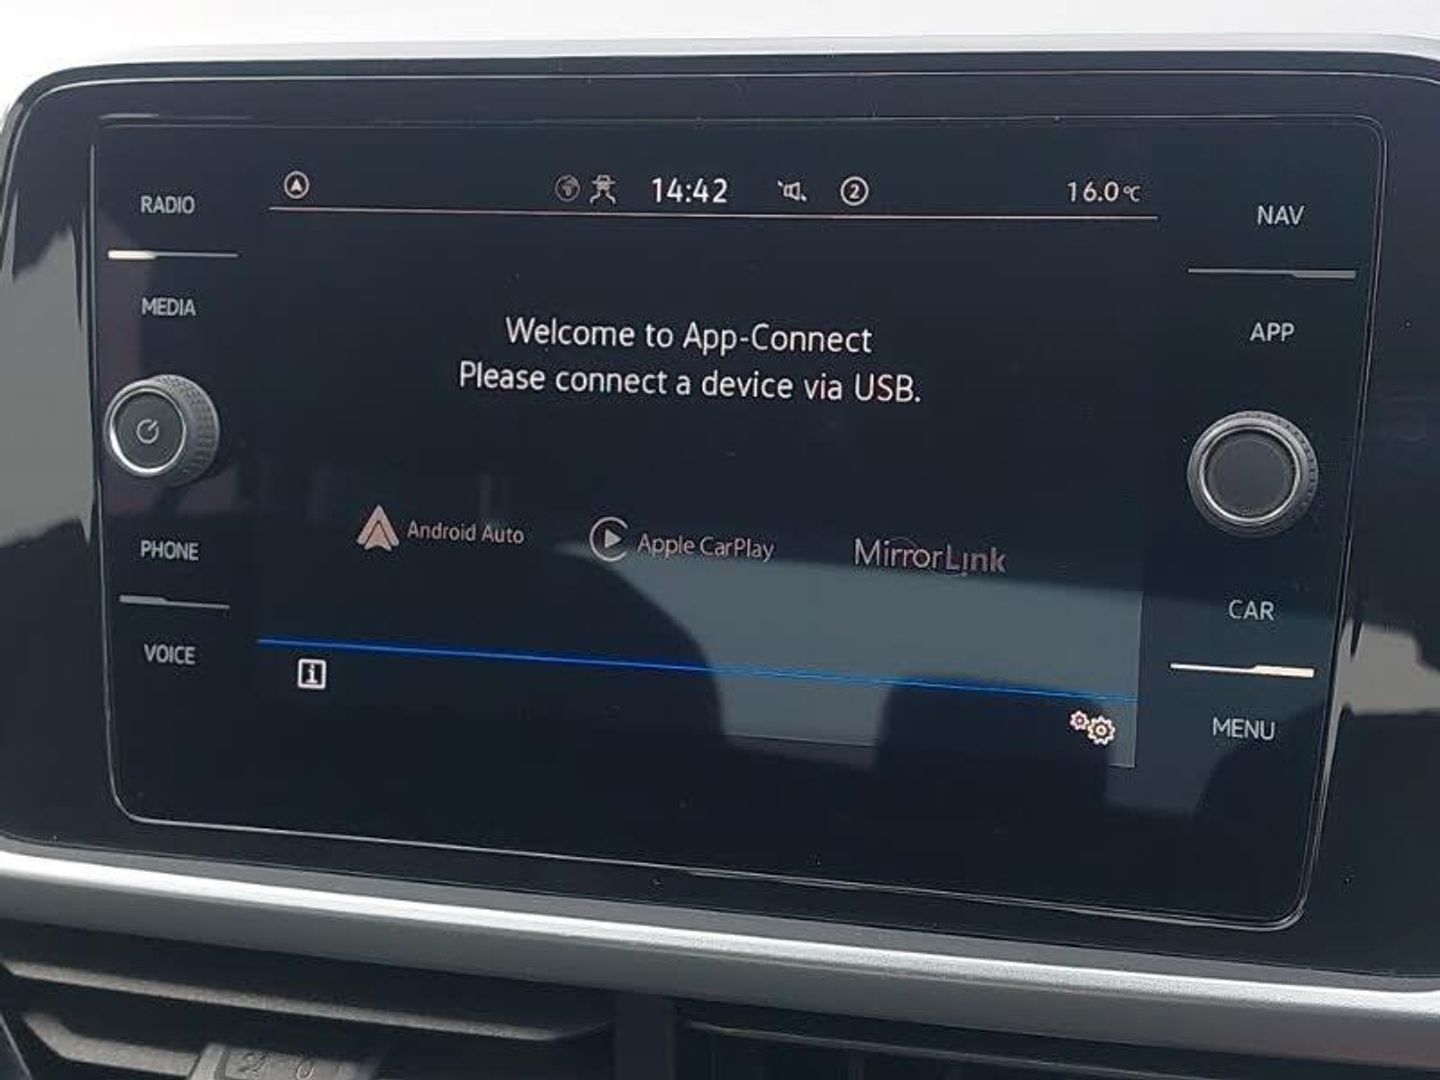 RADIO
MEDIA
PHONE
VOICE
14:42
2
16.0°C
Welcome to App-Connect
Please connect a device via USB.
Android Auto
Apple CarPlay
MirrorLink
i
NAV
APP
CAR
MENU